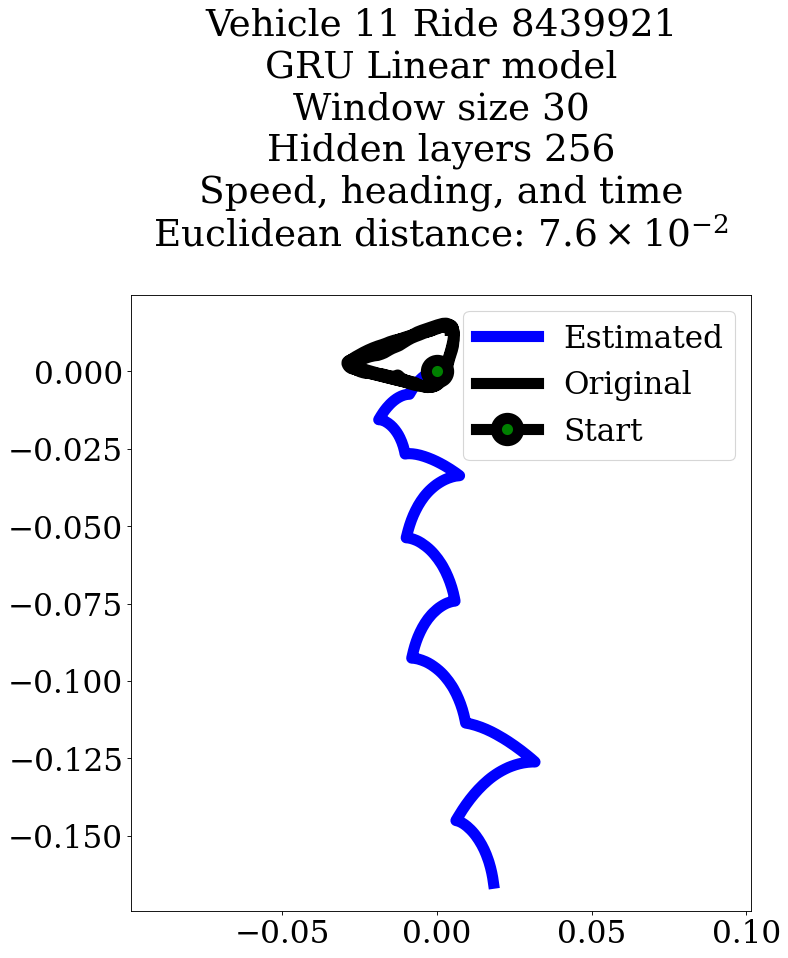 Vehicle 11 Ride 8439921
GRU Linear model
Window size 30
Hidden layers 256
Speed, heading, and time
Euclidean distance: 7.6 × 10⁻²
Estimated
Original
Start
0.000
−0.025
−0.050
−0.075
−0.100
−0.125
−0.150
−0.05 0.00 0.05 0.10